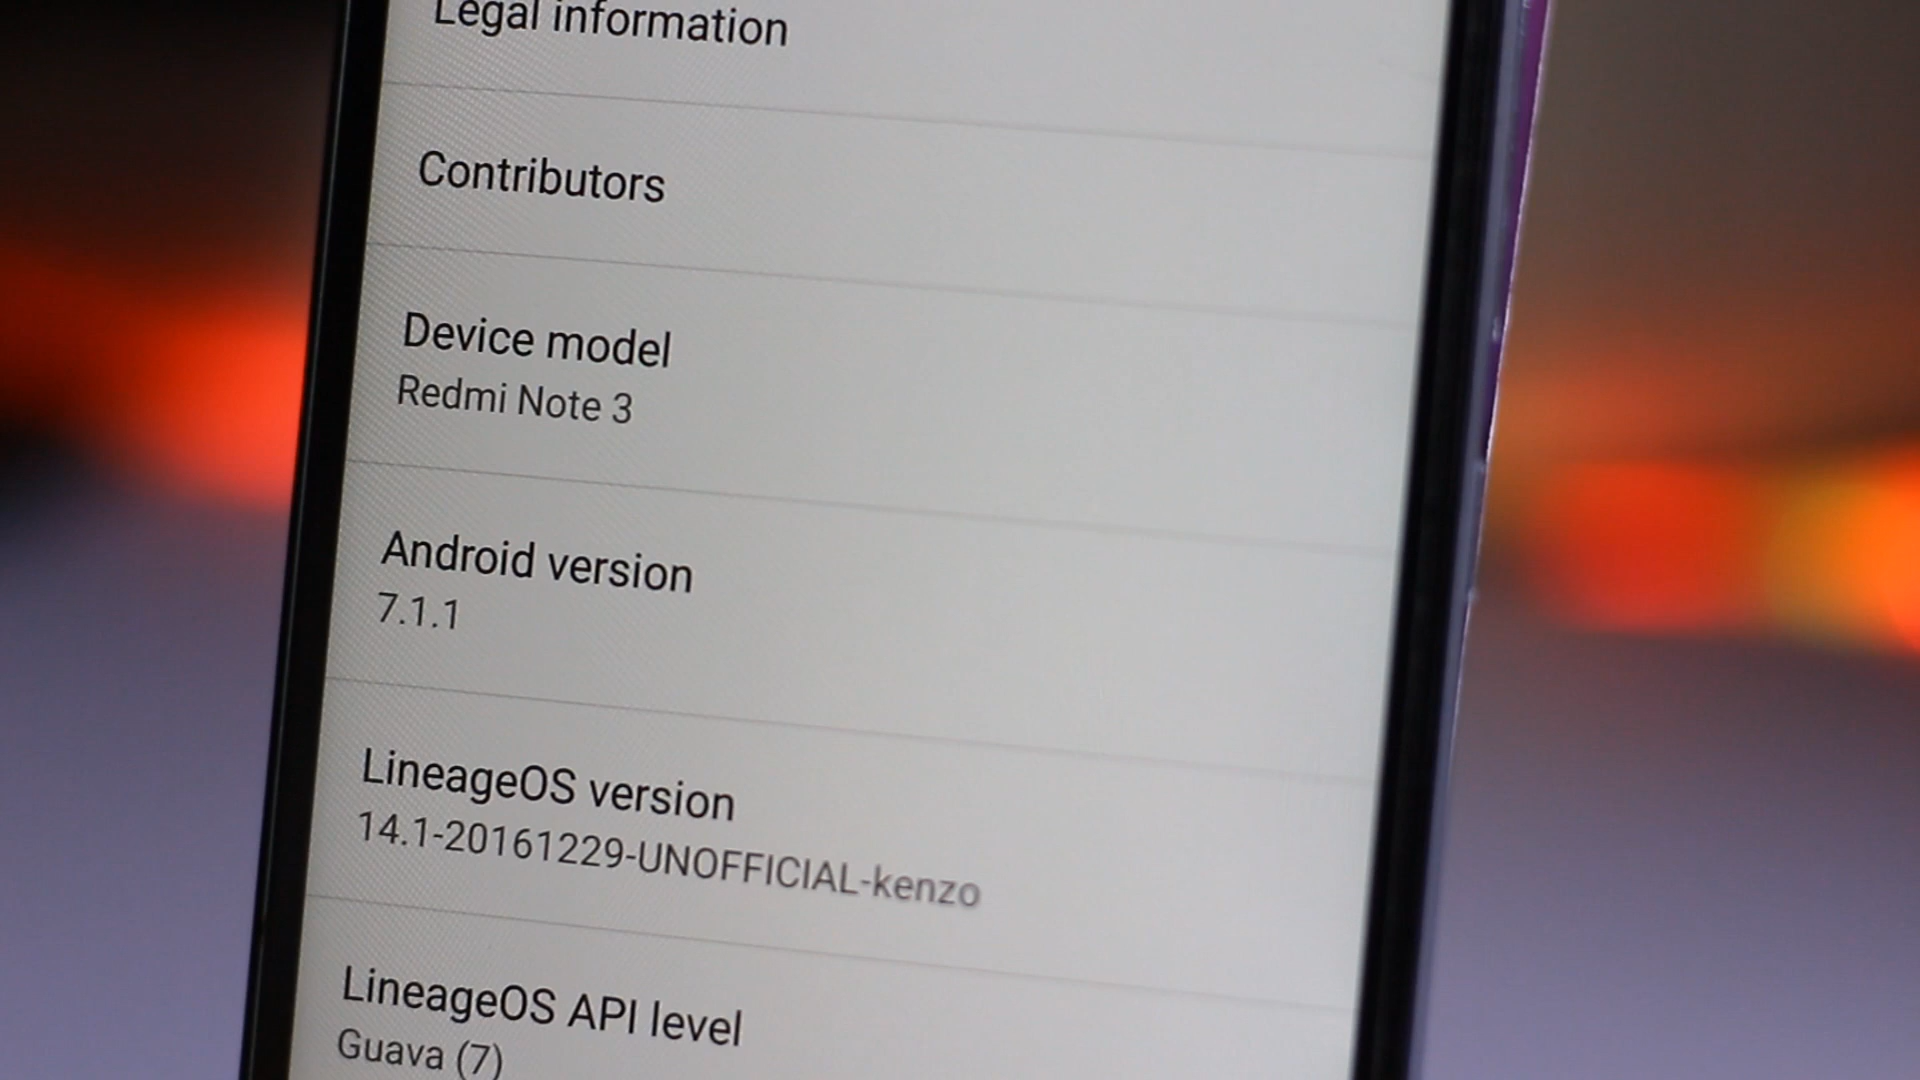 Legal information
Contributors
Device model
Redmi Note 3
Android version
7.1.1
LineageOS version
14.1-20161229-UNOFFICIAL-kenzo
LineageOS API level
Guava (7)